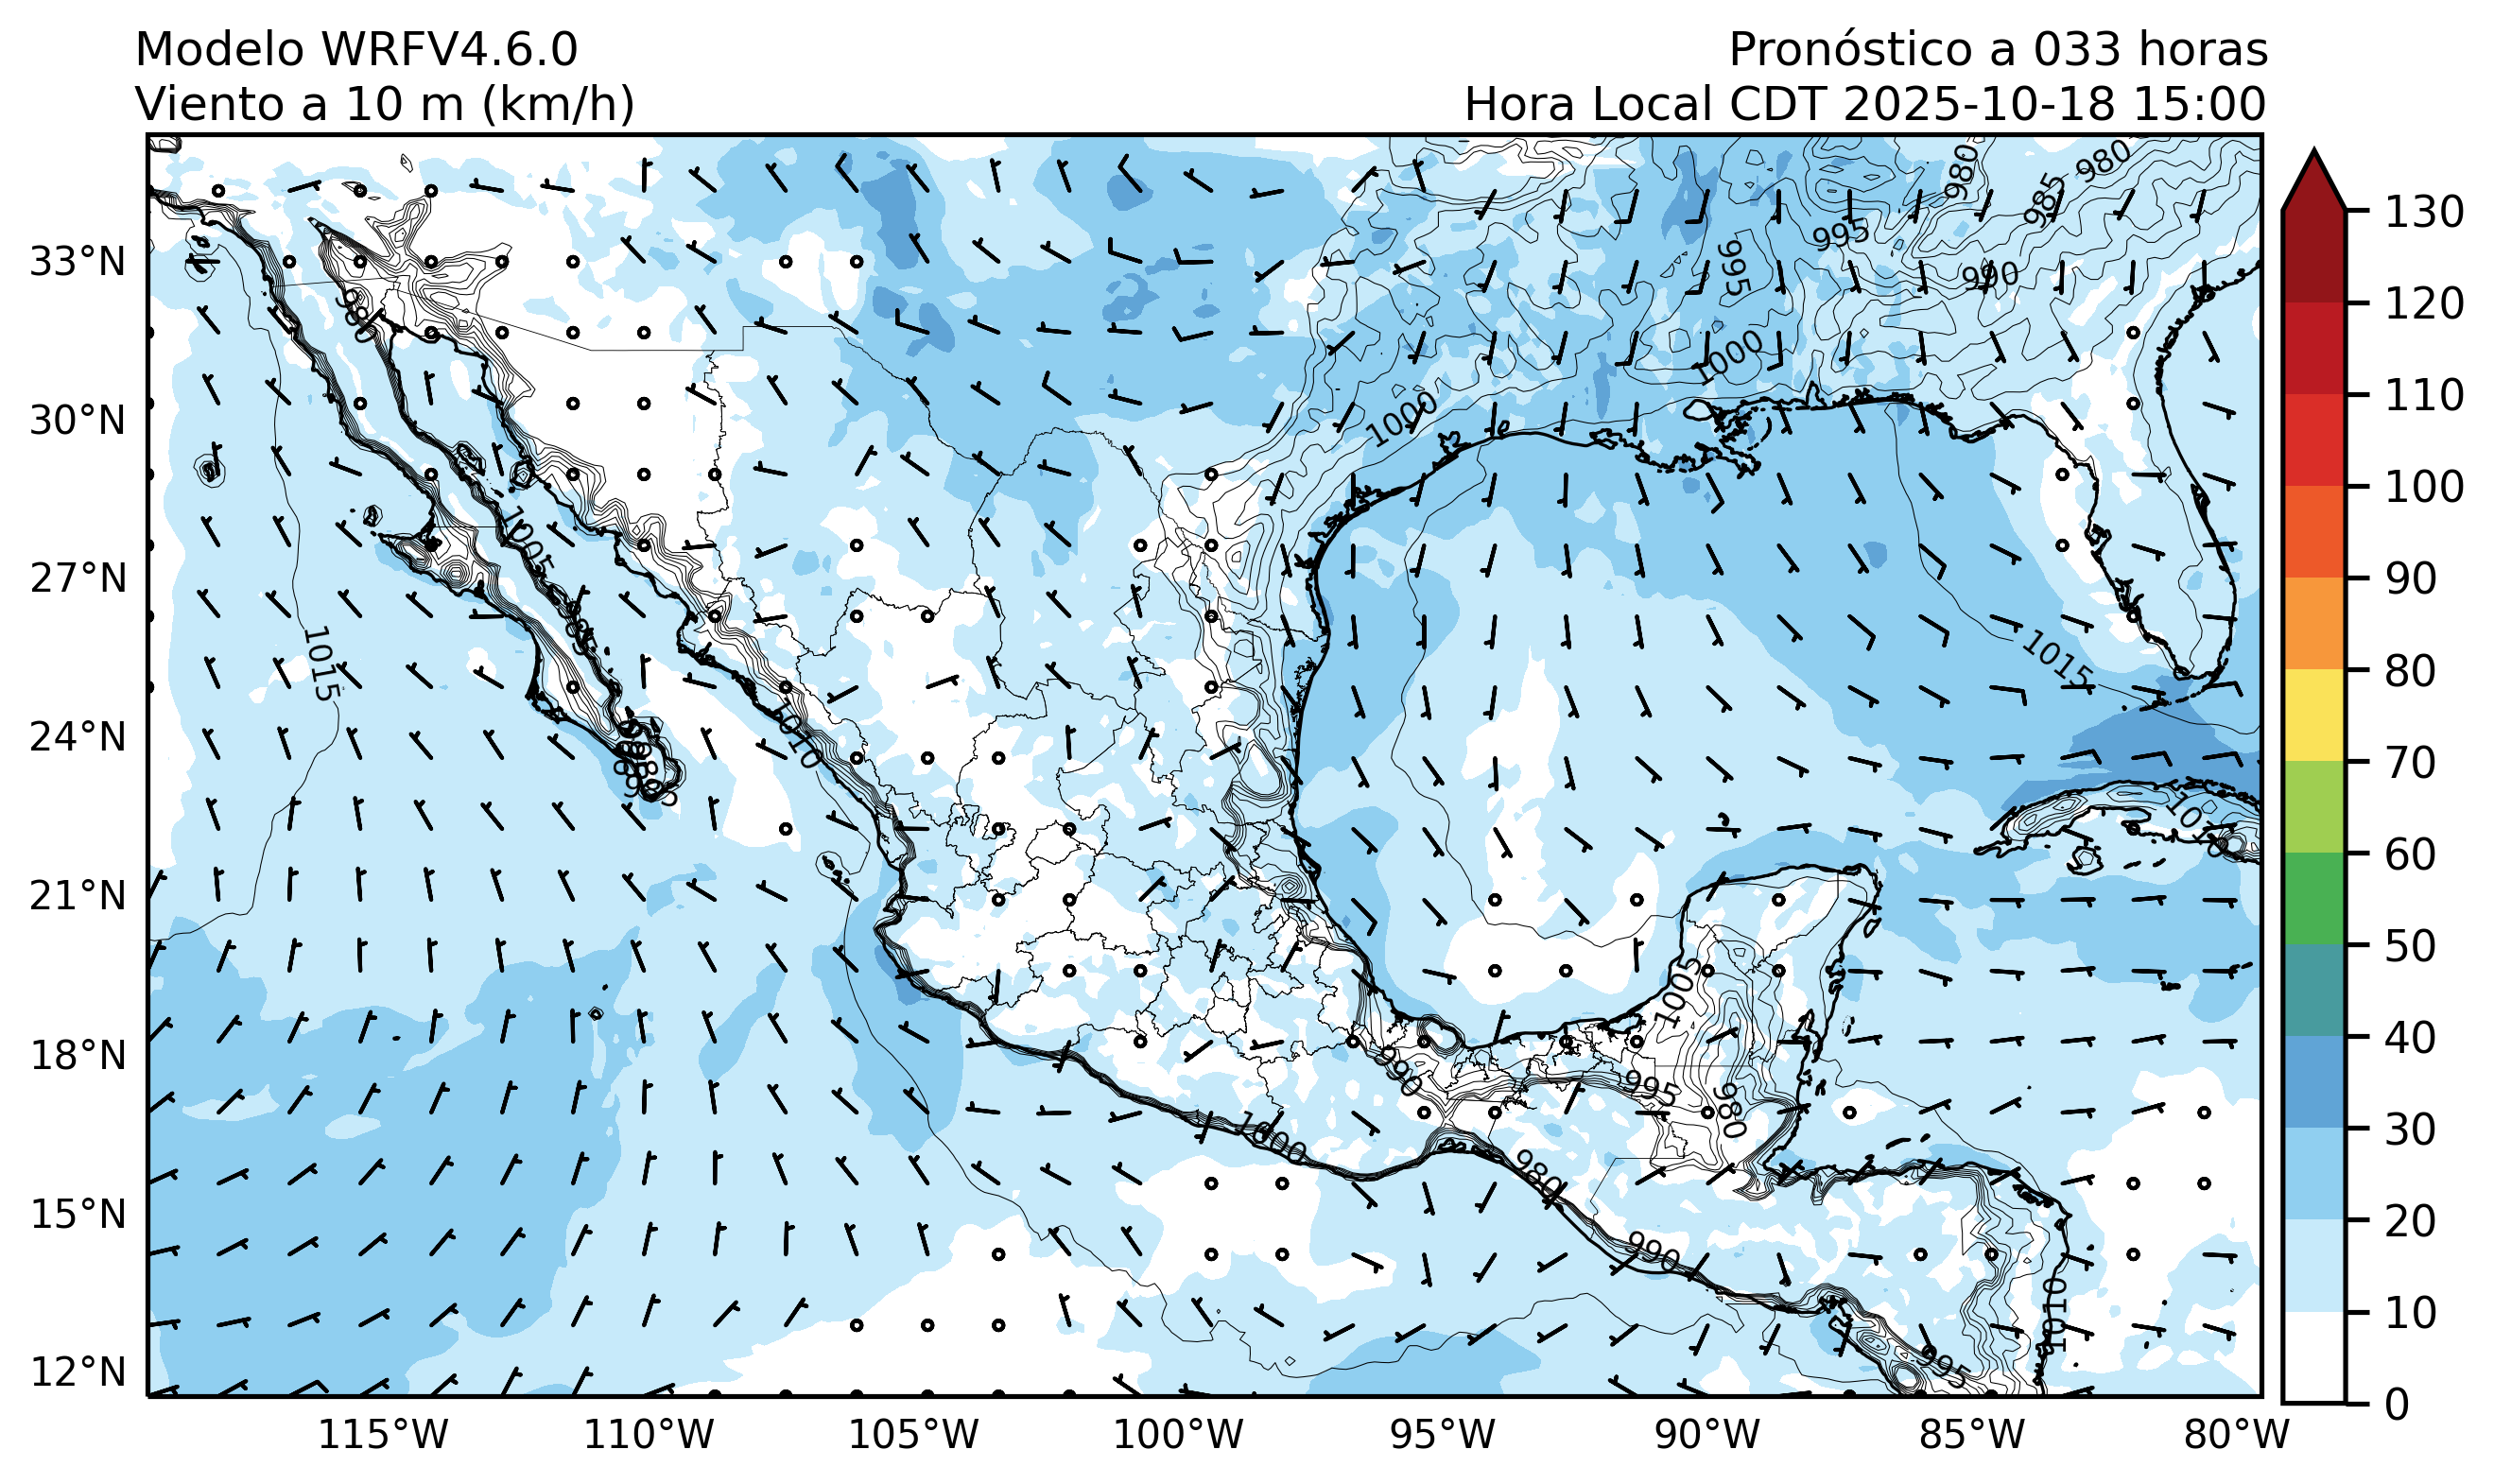 Modelo WRFV4.6.0
Viento a 10 m (km/h)
Pronóstico a 033 horas
Hora Local CDT 2025-10-18 15:00
33°N
30°N
27°N
24°N
21°N
18°N
15°N
12°N
115°W
110°W
105°W
100°W
95°W
90°W
85°W
80°W
130
120
110
100
90
80
70
60
50
40
30
20
10
0
980
980
985
995
990
995
1000
1000
980
1005
1015
1015
1010
1005
990
995
980
1000
980
990
1010
995